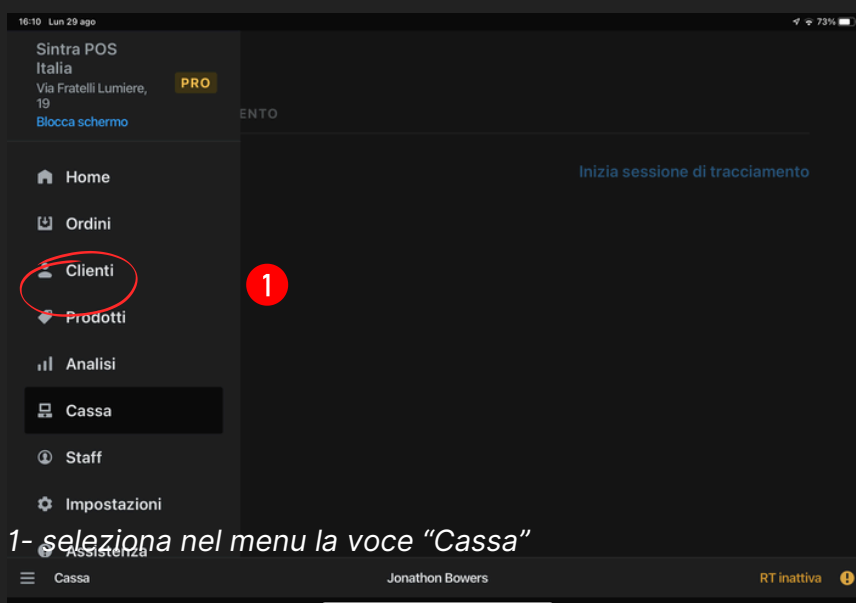 16:10 Lun 29 ago
73%
Sintra POS
Italia
PRO
Via Fratelli Lumiere,
19
Blocca schermo
ENTO
Inizia sessione di tracciamento
Home
Ordini
Clienti
1
Prodotti
Analisi
Cassa
Staff
Impostazioni
1- seleziona nel menu la voce “Cassa”
Assistenza
Cassa
Jonathon Bowers
RT inattiva